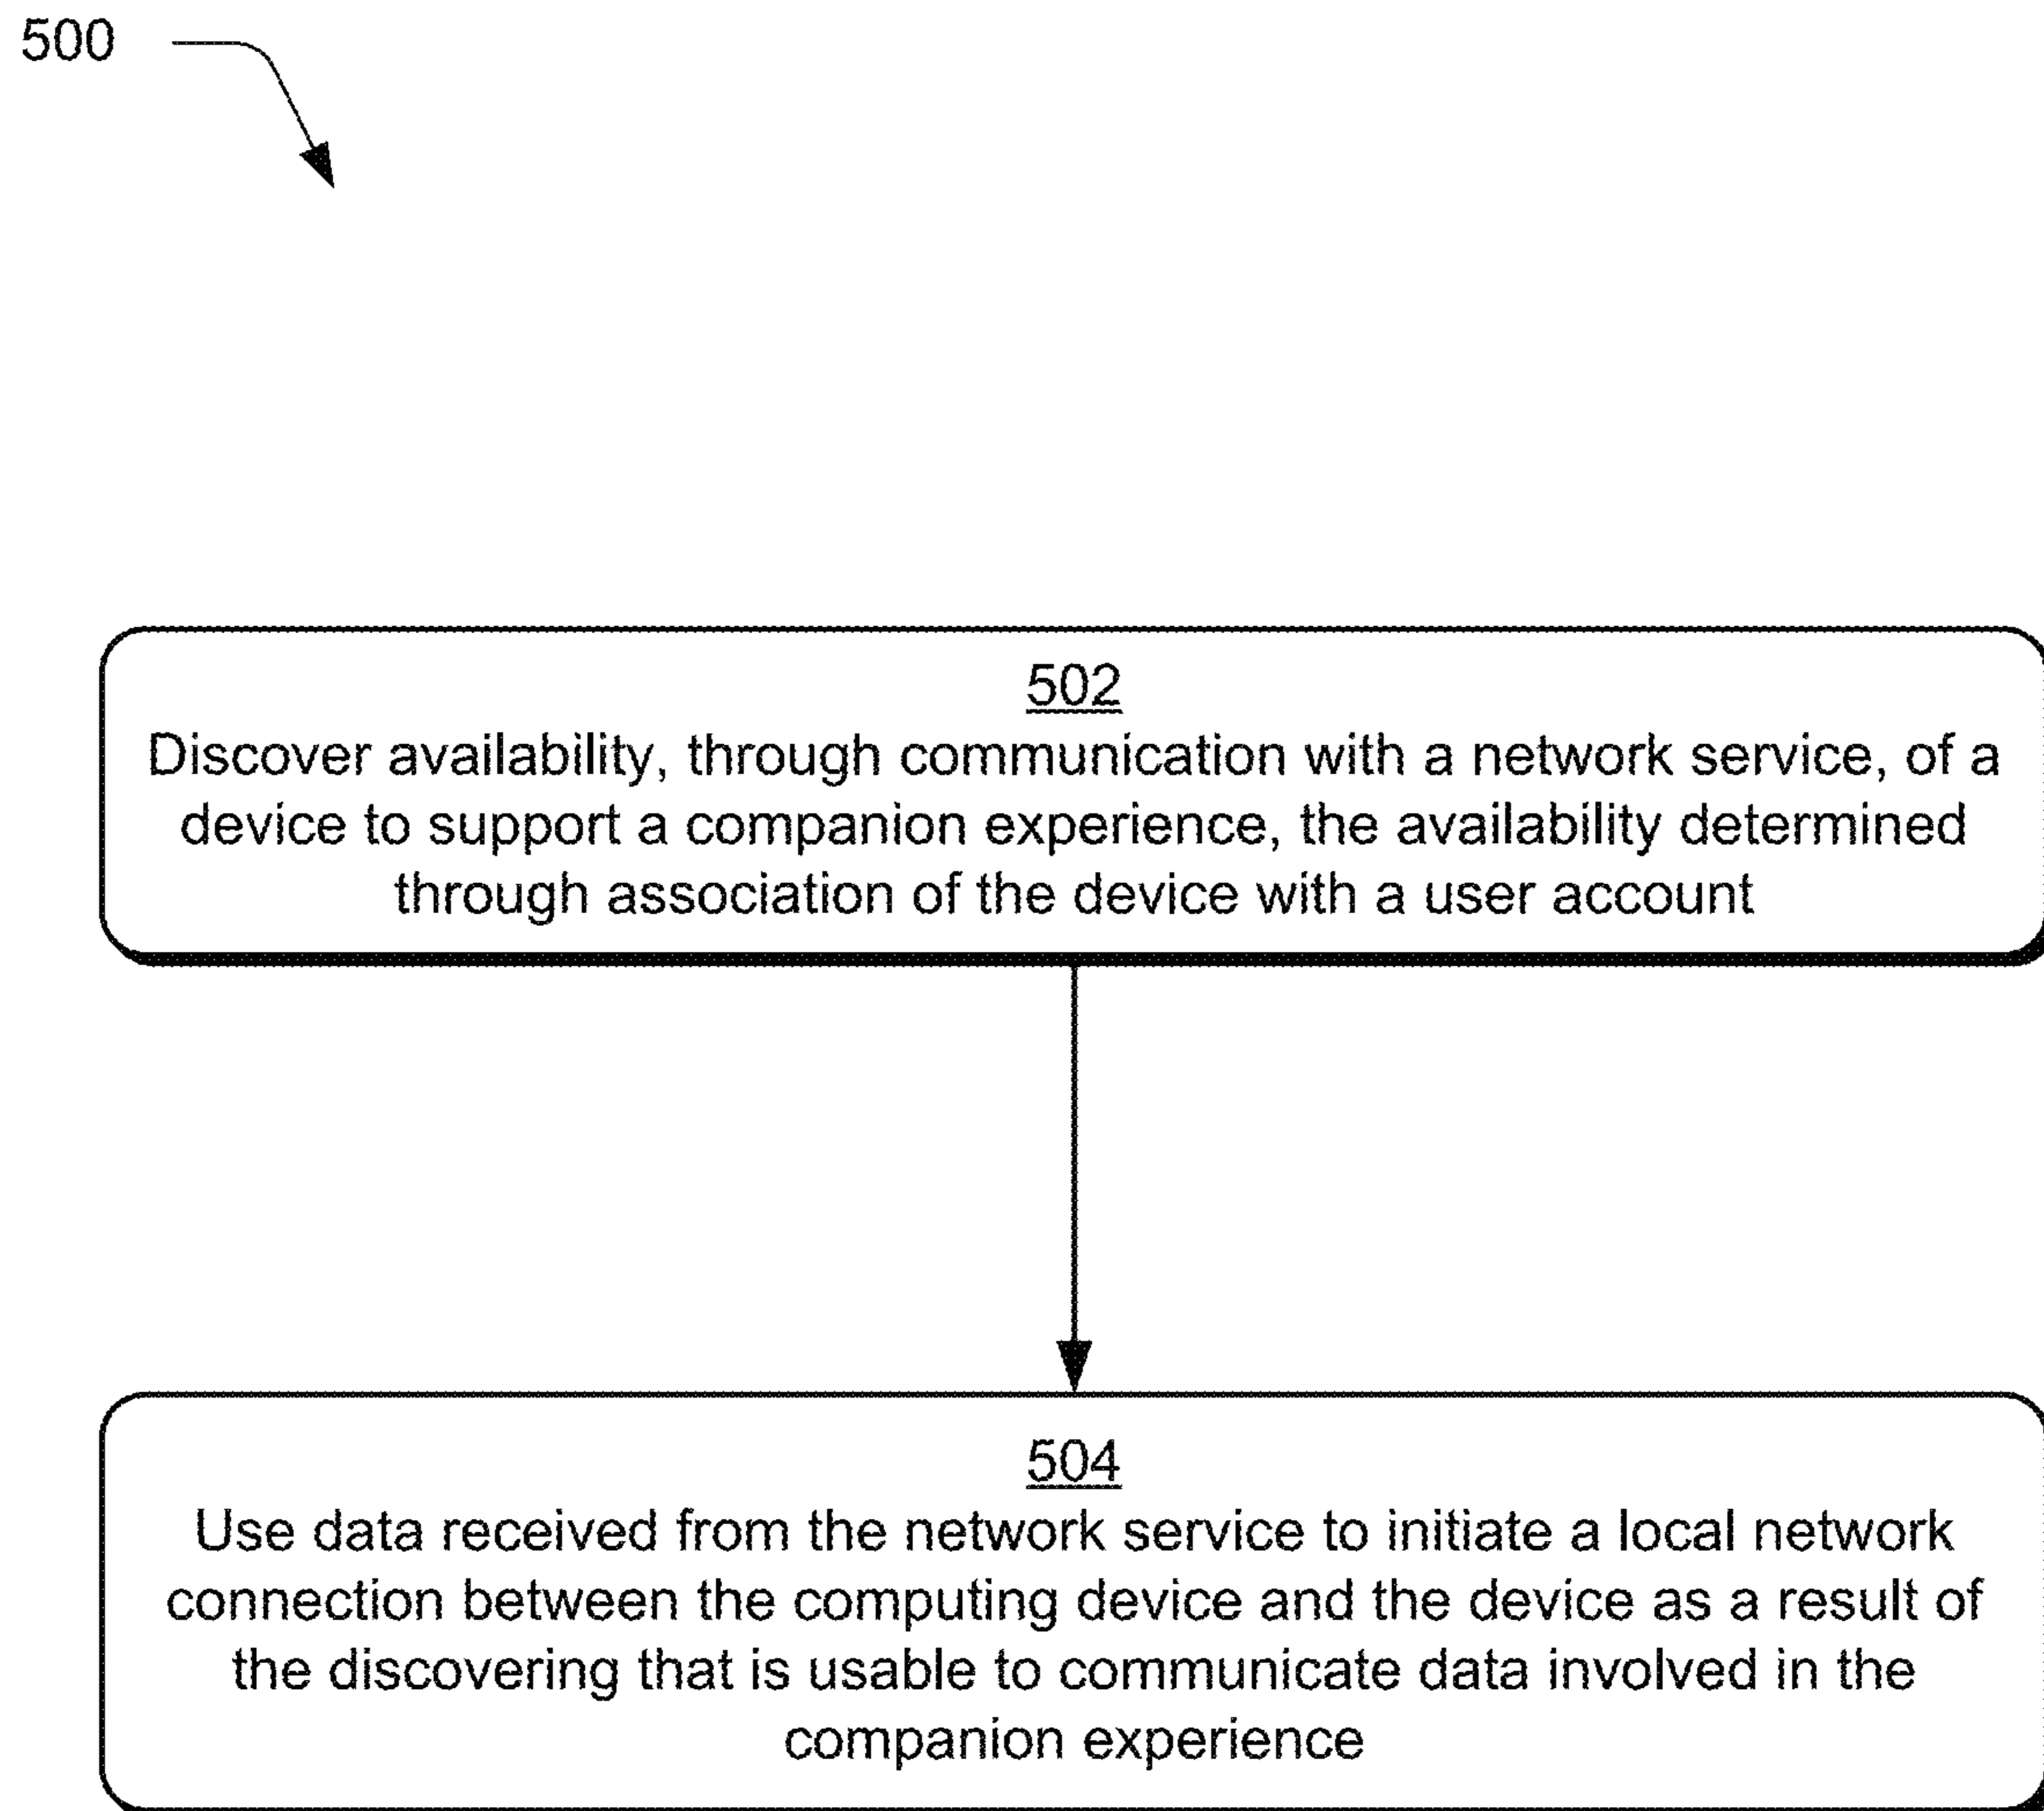 500
502
Discover availability, through communication with a network service, of a
device to support a companion experience, the availability determined
through association of the device with a user account
504
Use data received from the network service to initiate a local network
connection between the computing device and the device as a result of
the discovering that is usable to communicate data involved in the
companion experience